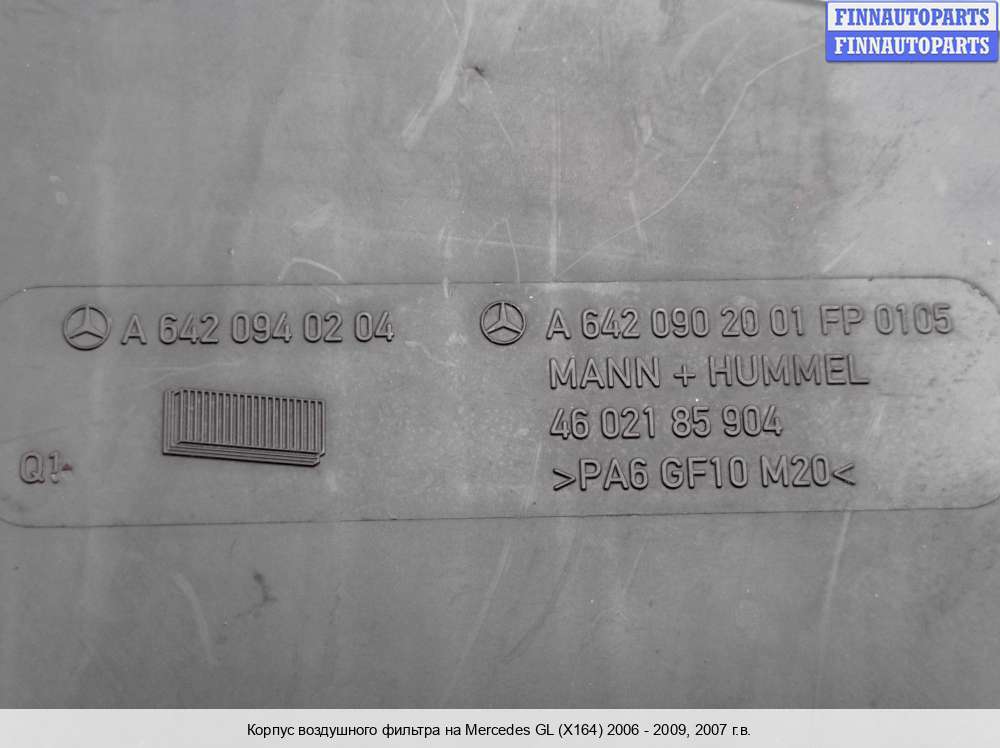 FINNAUTOPARTS
FINNAUTOPARTS
A 642 094 02 04
A 642 090 20 01 FP 0105
MANN + HUMMEL
46 021 85 904
Q1
>PA6 GF10 M20<
Корпус воздушного фильтра на Mercedes GL (X164) 2006 - 2009, 2007 г.в.